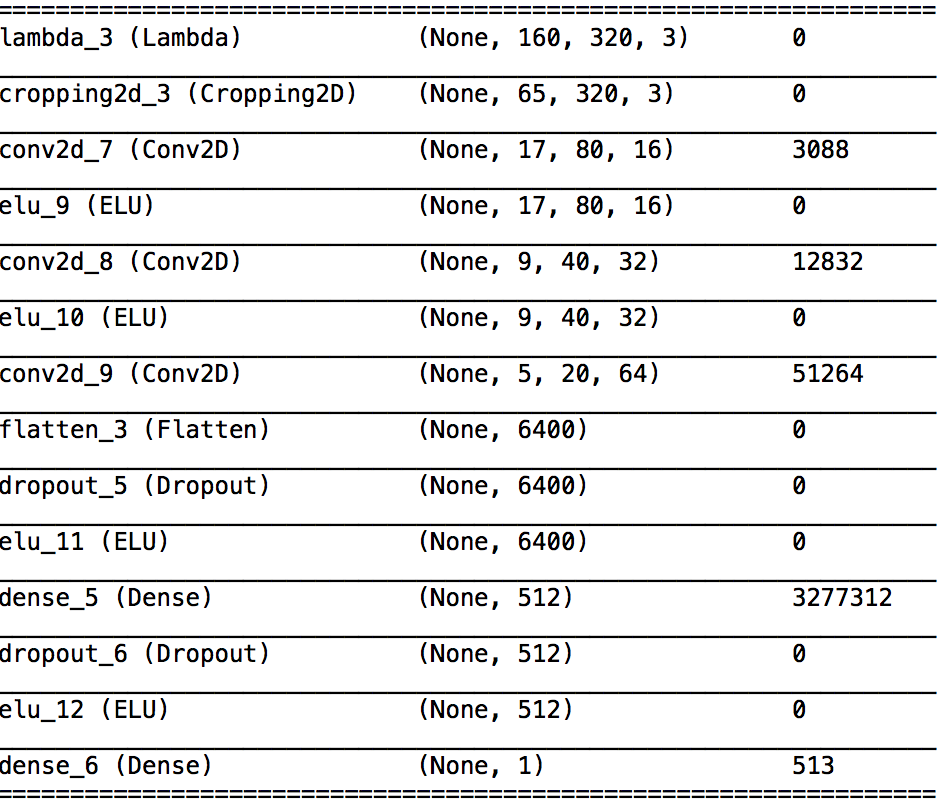 lambda_3 (Lambda) (None, 160, 320, 3) 0
cropping2d_3 (Cropping2D) (None, 65, 320, 3) 0
conv2d_7 (Conv2D) (None, 17, 80, 16) 3088
elu_9 (ELU) (None, 17, 80, 16) 0
conv2d_8 (Conv2D) (None, 9, 40, 32) 12832
elu_10 (ELU) (None, 9, 40, 32) 0
conv2d_9 (Conv2D) (None, 5, 20, 64) 51264
flatten_3 (Flatten) (None, 6400) 0
dropout_5 (Dropout) (None, 6400) 0
elu_11 (ELU) (None, 6400) 0
dense_5 (Dense) (None, 512) 3277312
dropout_6 (Dropout) (None, 512) 0
elu_12 (ELU) (None, 512) 0
dense_6 (Dense) (None, 1) 513